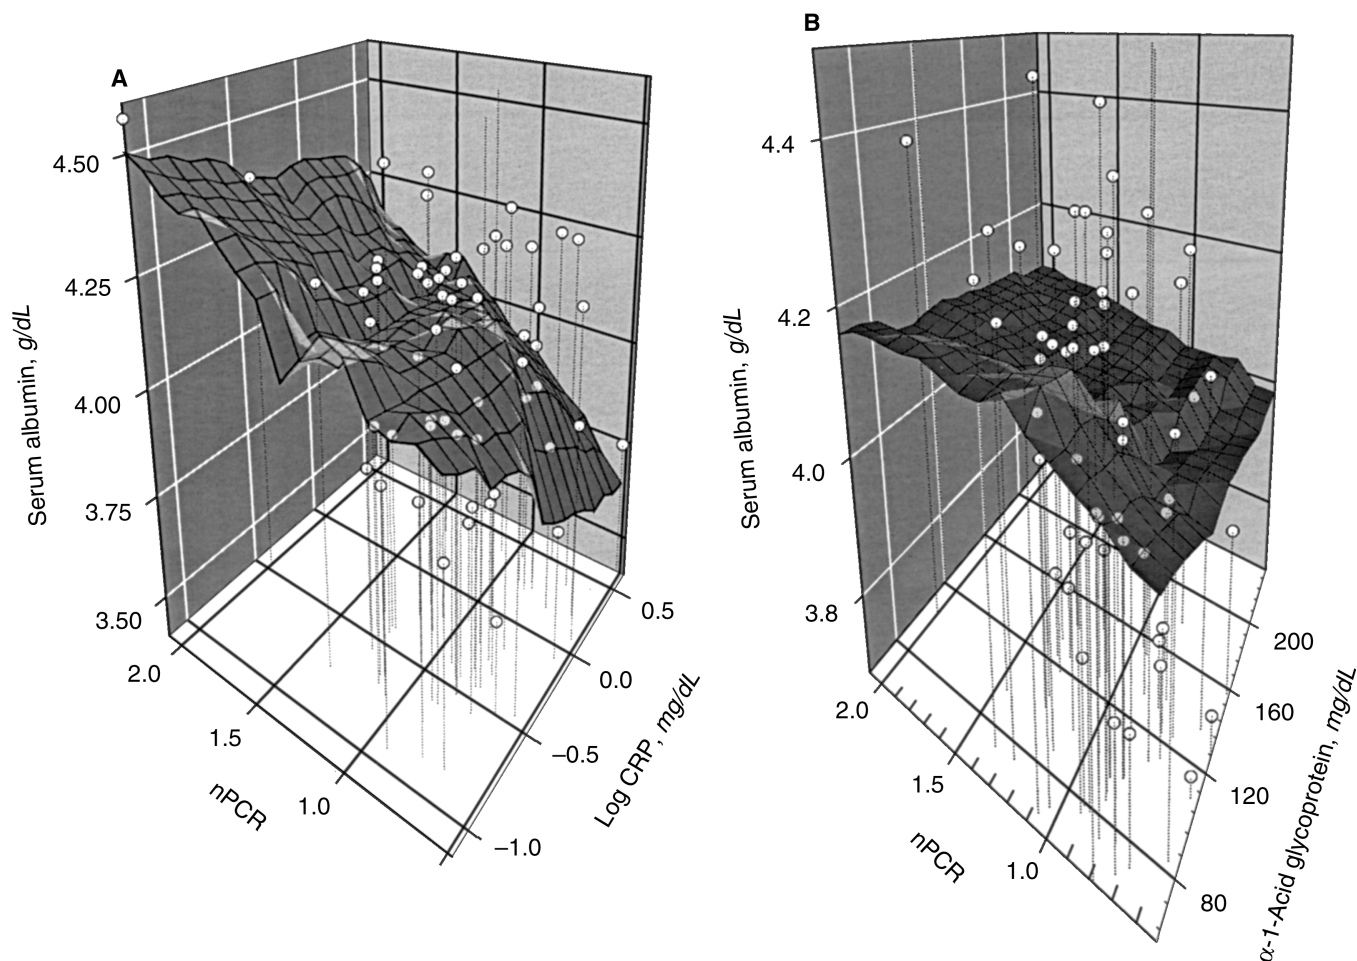 A
4.50
4.25
4.00
3.75
3.50
Serum albumin, g/dL
2.0
1.5
1.0
nPCR
0.5
0.0
−0.5
−1.0
Log CRP, mg/dL
B
4.4
4.2
4.0
3.8
Serum albumin, g/dL
2.0
1.5
1.0
nPCR
200
160
120
80
α-1-Acid glycoprotein, mg/dL